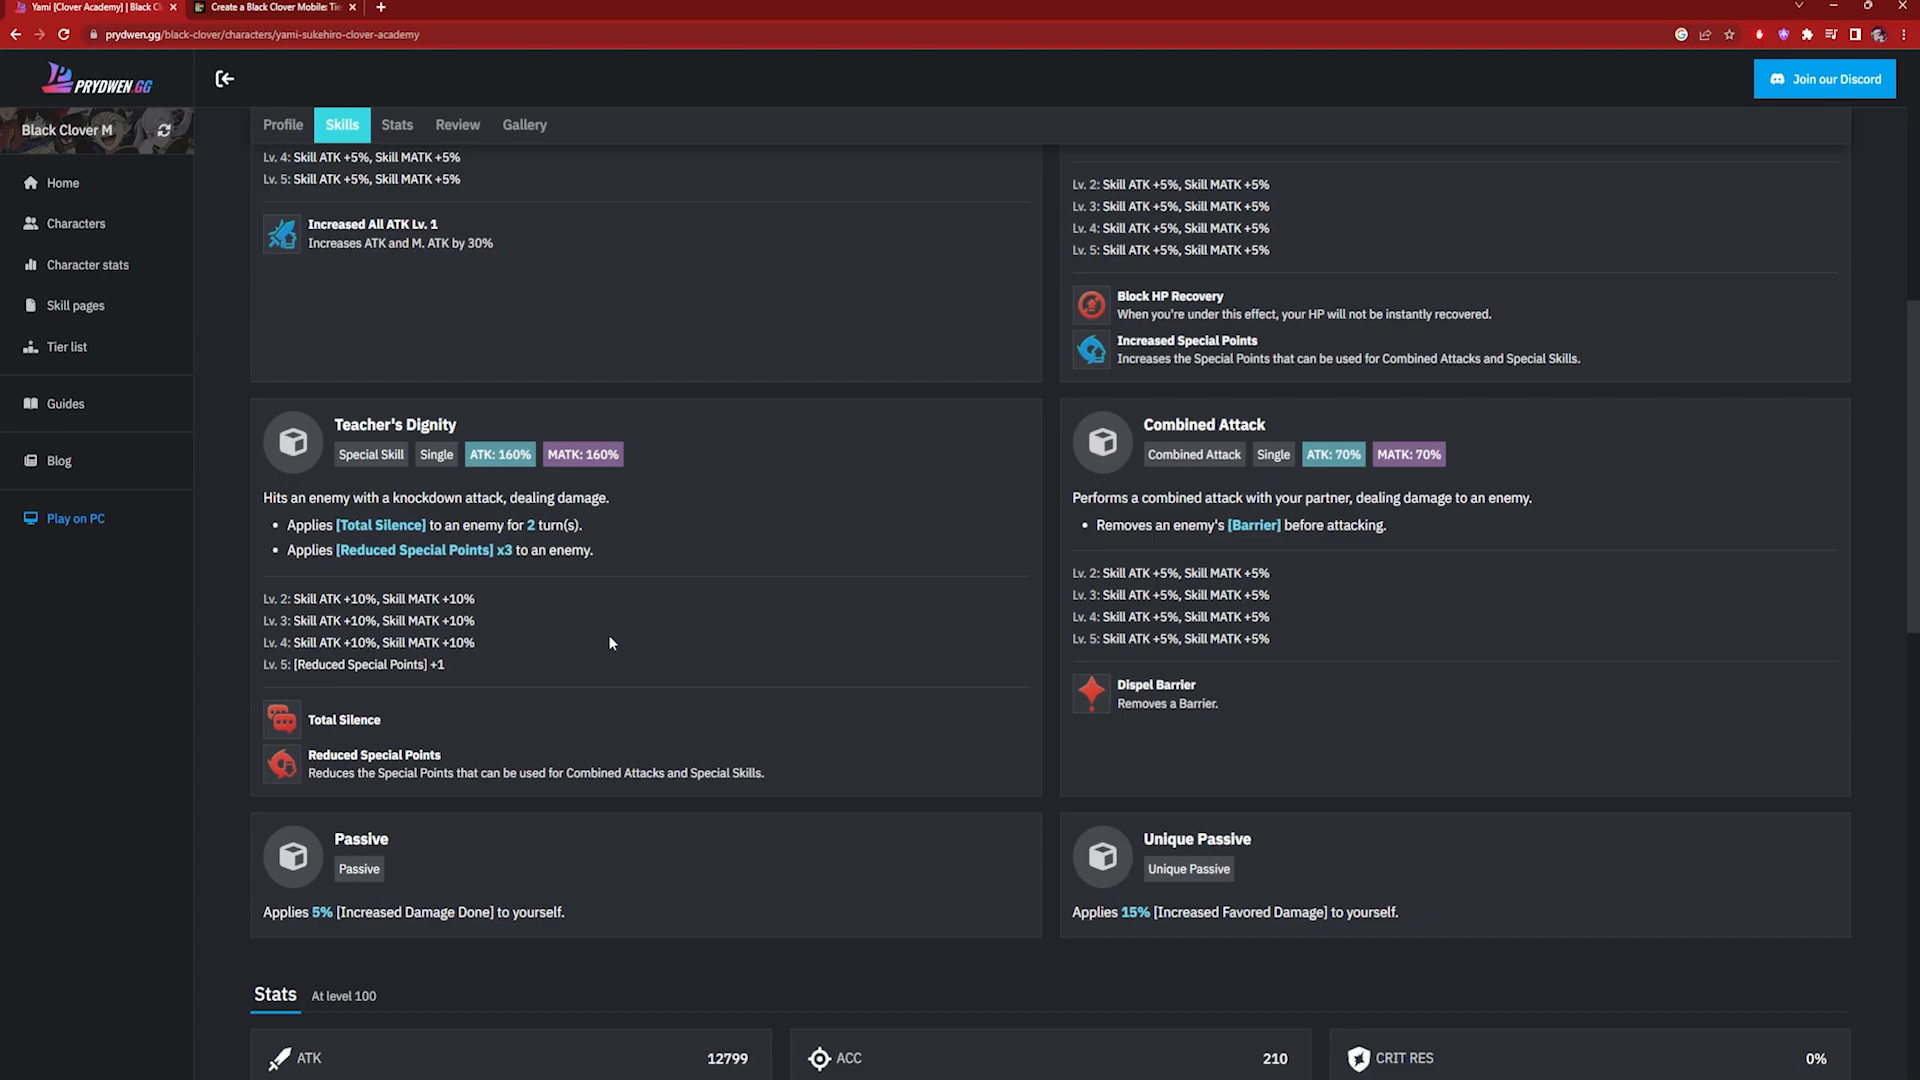 Yami [Clover Academy] | Black Cl
Create a Black Clover Mobile: Tie
prydwen.gg/black-clover/characters/yami-sukehiro-clover-academy
PRYDWEN.GG
Join our Discord
Black Clover M
Home
Characters
Character stats
Skill pages
Tier list
Guides
Blog
Play on PC
Profile Skills Stats Review Gallery
Lv. 4: Skill ATK +5%, Skill MATK +5%
Lv. 5: Skill ATK +5%, Skill MATK +5%
Increased All ATK Lv. 1
Increases ATK and M. ATK by 30%
Lv. 2: Skill ATK +5%, Skill MATK +5%
Lv. 3: Skill ATK +5%, Skill MATK +5%
Lv. 4: Skill ATK +5%, Skill MATK +5%
Lv. 5: Skill ATK +5%, Skill MATK +5%
Block HP Recovery
When you're under this effect, your HP will not be instantly recovered.
Increased Special Points
Increases the Special Points that can be used for Combined Attacks and Special Skills.
Teacher's Dignity
Special Skill Single ATK: 160% MATK: 160%
Hits an enemy with a knockdown attack, dealing damage.
• Applies [Total Silence] to an enemy for 2 turn(s).
• Applies [Reduced Special Points] x3 to an enemy.
Lv. 2: Skill ATK +10%, Skill MATK +10%
Lv. 3: Skill ATK +10%, Skill MATK +10%
Lv. 4: Skill ATK +10%, Skill MATK +10%
Lv. 5: [Reduced Special Points] +1
Total Silence
Reduced Special Points
Reduces the Special Points that can be used for Combined Attacks and Special Skills.
Combined Attack
Combined Attack Single ATK: 70% MATK: 70%
Performs a combined attack with your partner, dealing damage to an enemy.
• Removes an enemy's [Barrier] before attacking.
Lv. 2: Skill ATK +5%, Skill MATK +5%
Lv. 3: Skill ATK +5%, Skill MATK +5%
Lv. 4: Skill ATK +5%, Skill MATK +5%
Lv. 5: Skill ATK +5%, Skill MATK +5%
Dispel Barrier
Removes a Barrier.
Passive
Passive
Applies 5% [Increased Damage Done] to yourself.
Unique Passive
Unique Passive
Applies 15% [Increased Favored Damage] to yourself.
Stats At level 100
ATK 12799
ACC 210
CRIT RES 0%